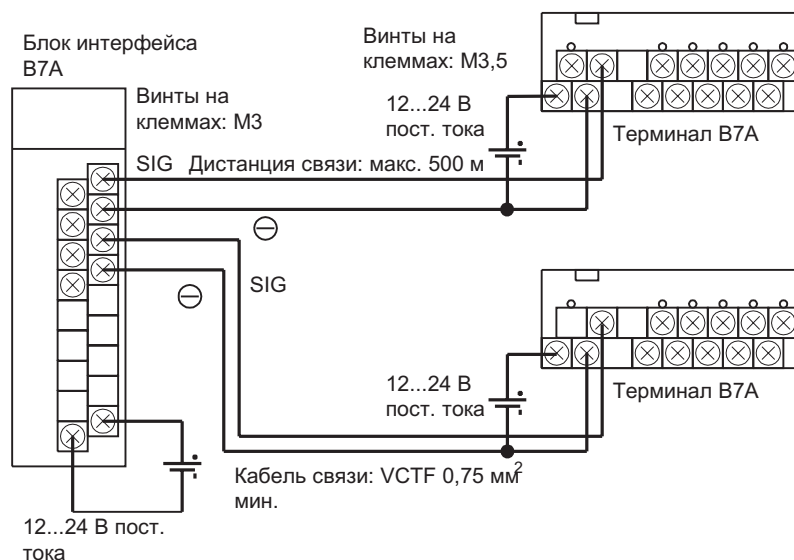 Блок интерфейса
B7A
Винты на
клеммах: M3
Винты на
клеммах: M3,5
12...24 В
пост. тока
Терминал B7A
SIG Дистанция связи: макс. 500 м
SIG
12...24 В
пост. тока
Терминал B7A
Кабель связи: VCTF 0,75 мм2
мин.
12...24 В пост.
тока